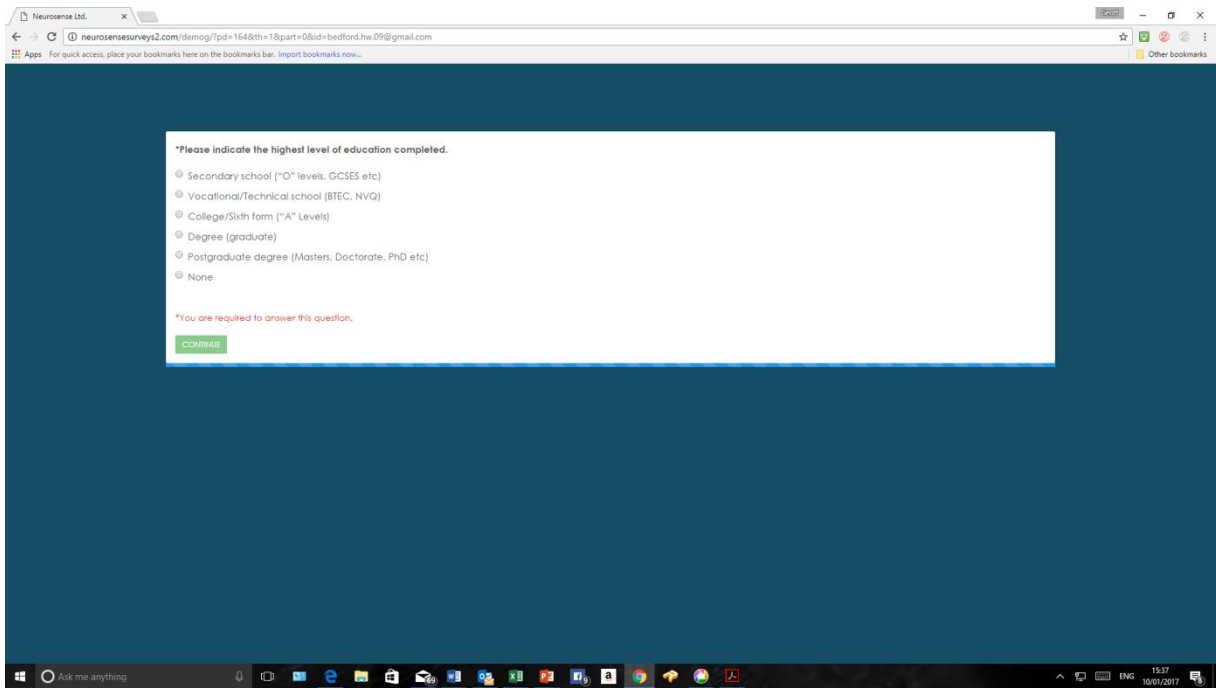 Neurosense Ltd.
neurosensesurveys2.com/demog/?pd=164&th=1&part=0&id=bedford.hw.09@gmail.com
Apps For quick access, place your bookmarks here on the bookmarks bar. Import bookmarks now... Other bookmarks
*Please indicate the highest level of education completed.
Secondary school ("O" levels, GCSES etc)
Vocational/Technical school (BTEC, NVQ)
College/Sixth form ("A" Levels)
Degree (graduate)
Postgraduate degree (Masters, Doctorate, PhD etc)
None
*You are required to answer this question.
CONTINUE
Ask me anything
69
9
a
ENG
15:37
10/01/2017